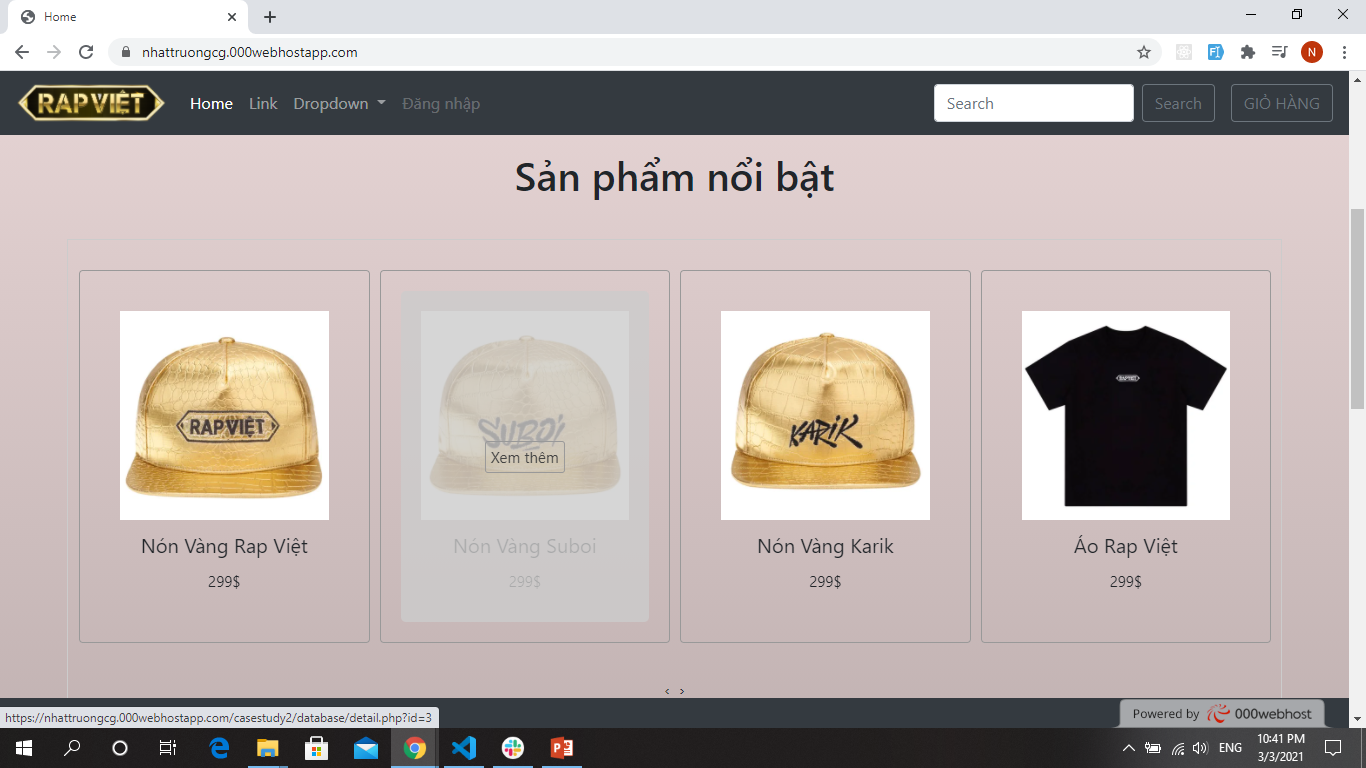 Home
nhattruongcg.000webhostapp.com
N
RAP VIỆT
Home Link Dropdown Đăng nhập Search Search GIỎ HÀNG
Sản phẩm nổi bật
RAPVIỆT
SUBOI
KARIK
RAPVIỆT
Xem thêm
Nón Vàng Rap Việt
299$
Nón Vàng Suboi
299$
Nón Vàng Karik
299$
Áo Rap Việt
299$
https://nhattruongcg.000webhostapp.com/casestudy2/database/detail.php?id=3
Powered by 000webhost
ENG
10:41 PM
3/3/2021